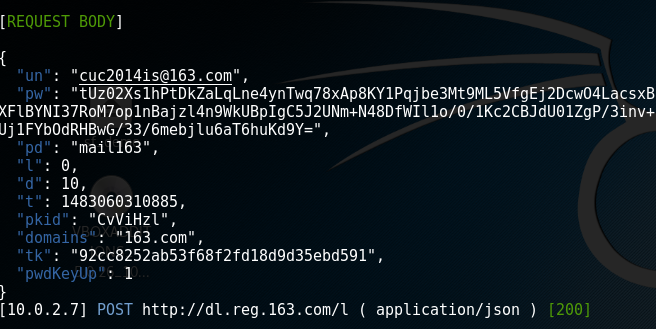 [REQUEST BODY]
{
"un": "cuc2014is@163.com",
"pw": "tUz02Xs1hPtDkZaLqLne4ynTwq78xAp8KY1Pqjbe3Mt9ML5VfgEj2DcwO4LacsxB
XFlBYNI37RoM7op1nBajzl4n9WkUBpIgC5J2UNm+N48DfWIl1o/0/1Kc2CBJdU01ZgP/3inv+
Uj1FYbOdRHBwG/33/6mebjlu6aT6huKd9Y=",
"pd": "mail163",
"l": 0,
"d": 10,
"t": 1483060310885,
"pkid": "CvViHzl",
"domains": "163.com",
"tk": "92cc8252ab53f68f2fd18d9d35ebd591",
"pwdKeyUp": 1
}
[10.0.2.7] POST http://dl.reg.163.com/l ( application/json ) [200]